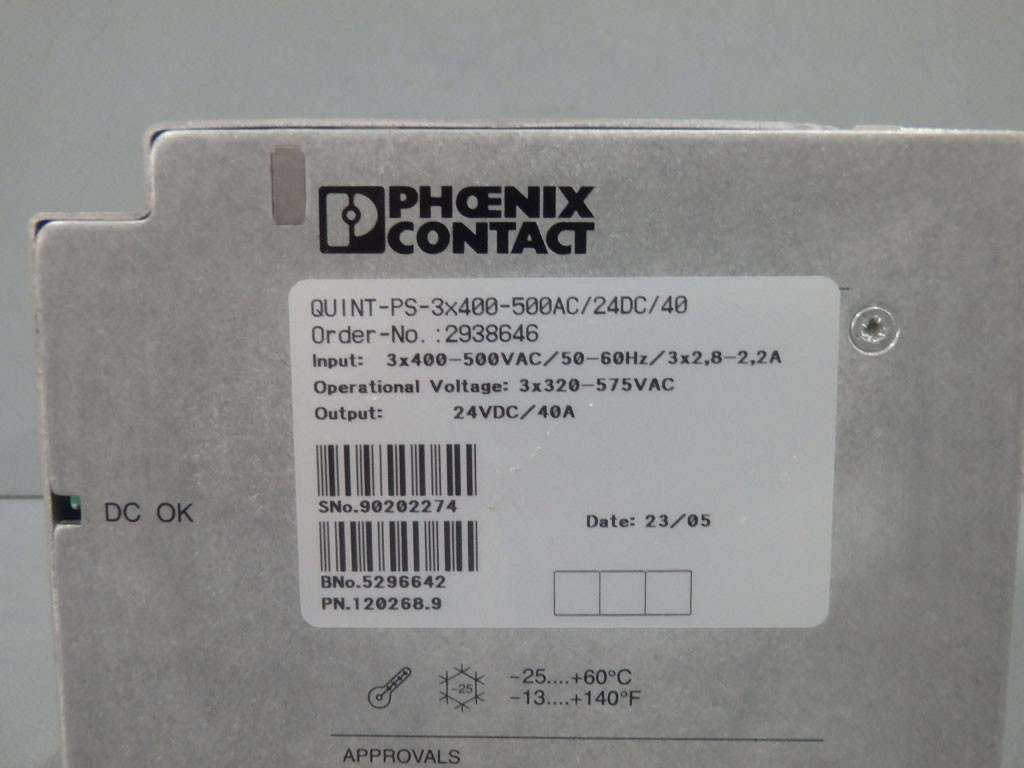 PHŒNIX
CONTACT
QUINT-PS-3x400-500AC/24DC/40
Order-No.:2938646
Input: 3x400-500VAC/50-60Hz/3x2,8-2,2A
Operational Voltage: 3x320-575VAC
Output: 24VDC/40A
SNo.90202274
DC OK
Date: 23/05
BNo.5296642
PN.120268.9
-25
-25....+60°C
-13....+140°F
APPROVALS